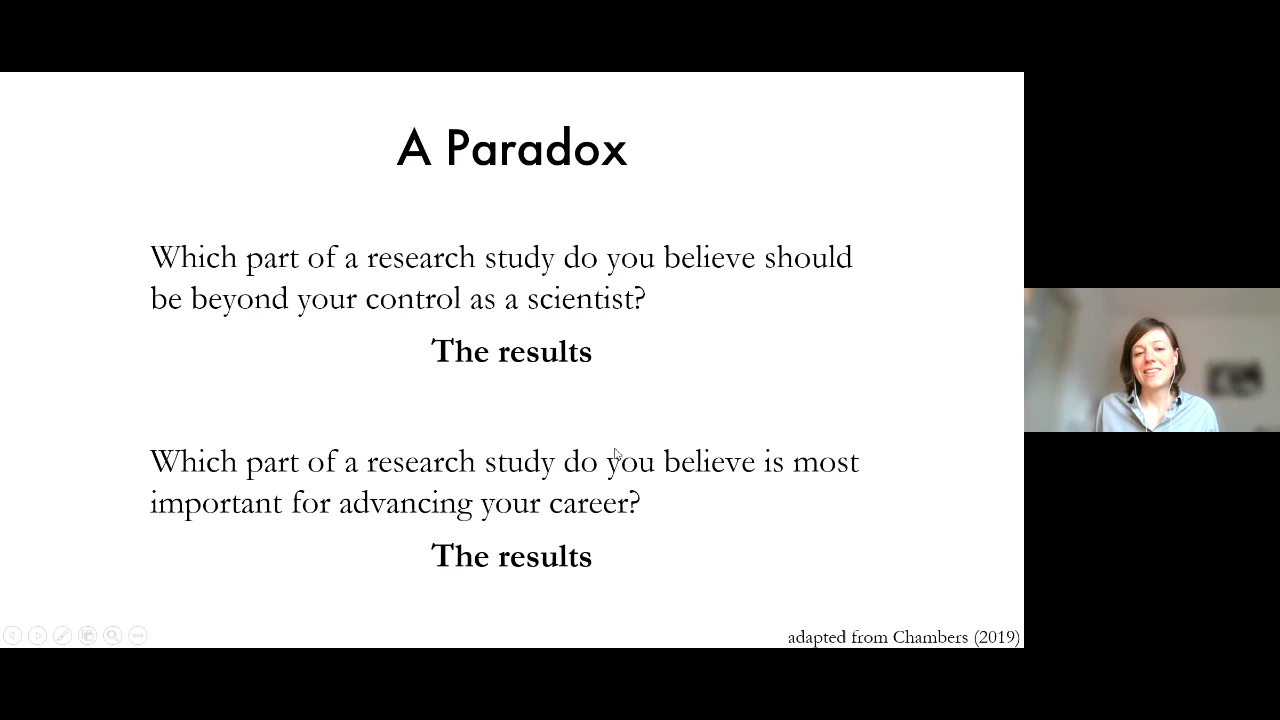 A Paradox
Which part of a research study do you believe should
be beyond your control as a scientist?
The results
Which part of a research study do you believe is most
important for advancing your career?
The results
adapted from Chambers (2019)